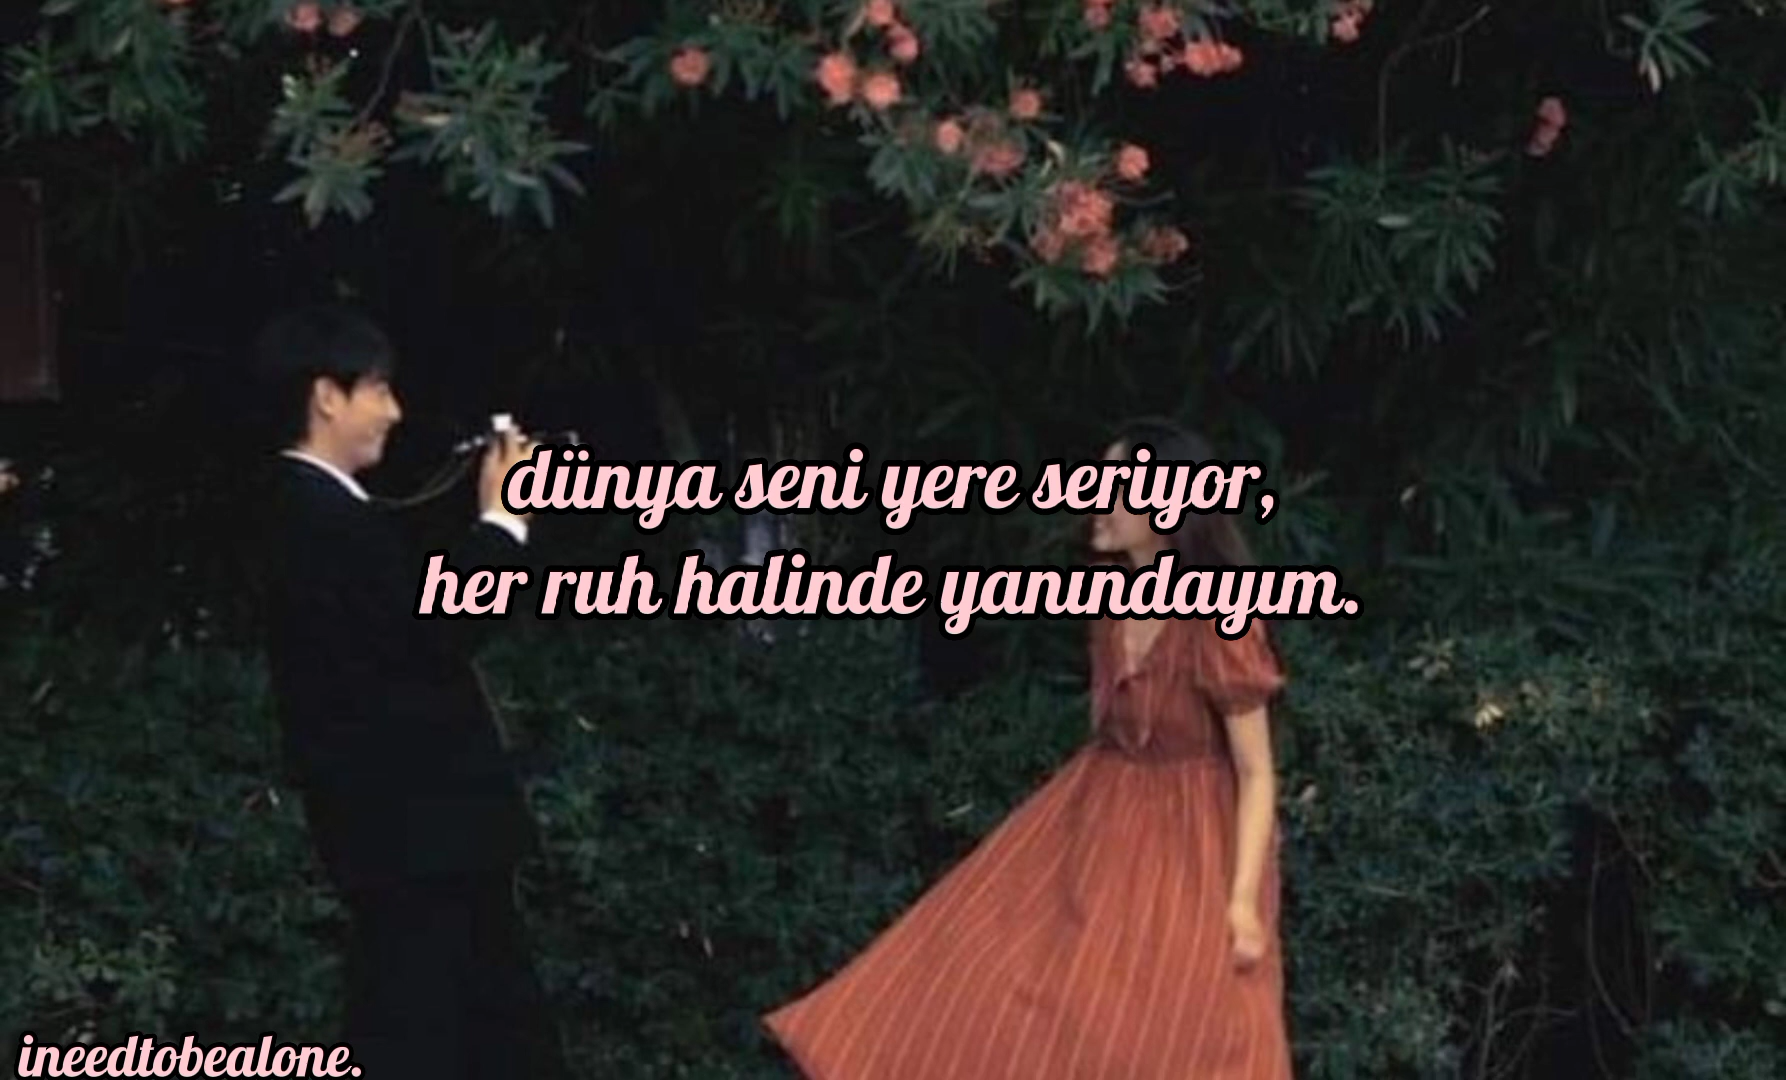 dünya seni yere seriyor,
her ruh halinde yanındayım.
ineedtobealone.